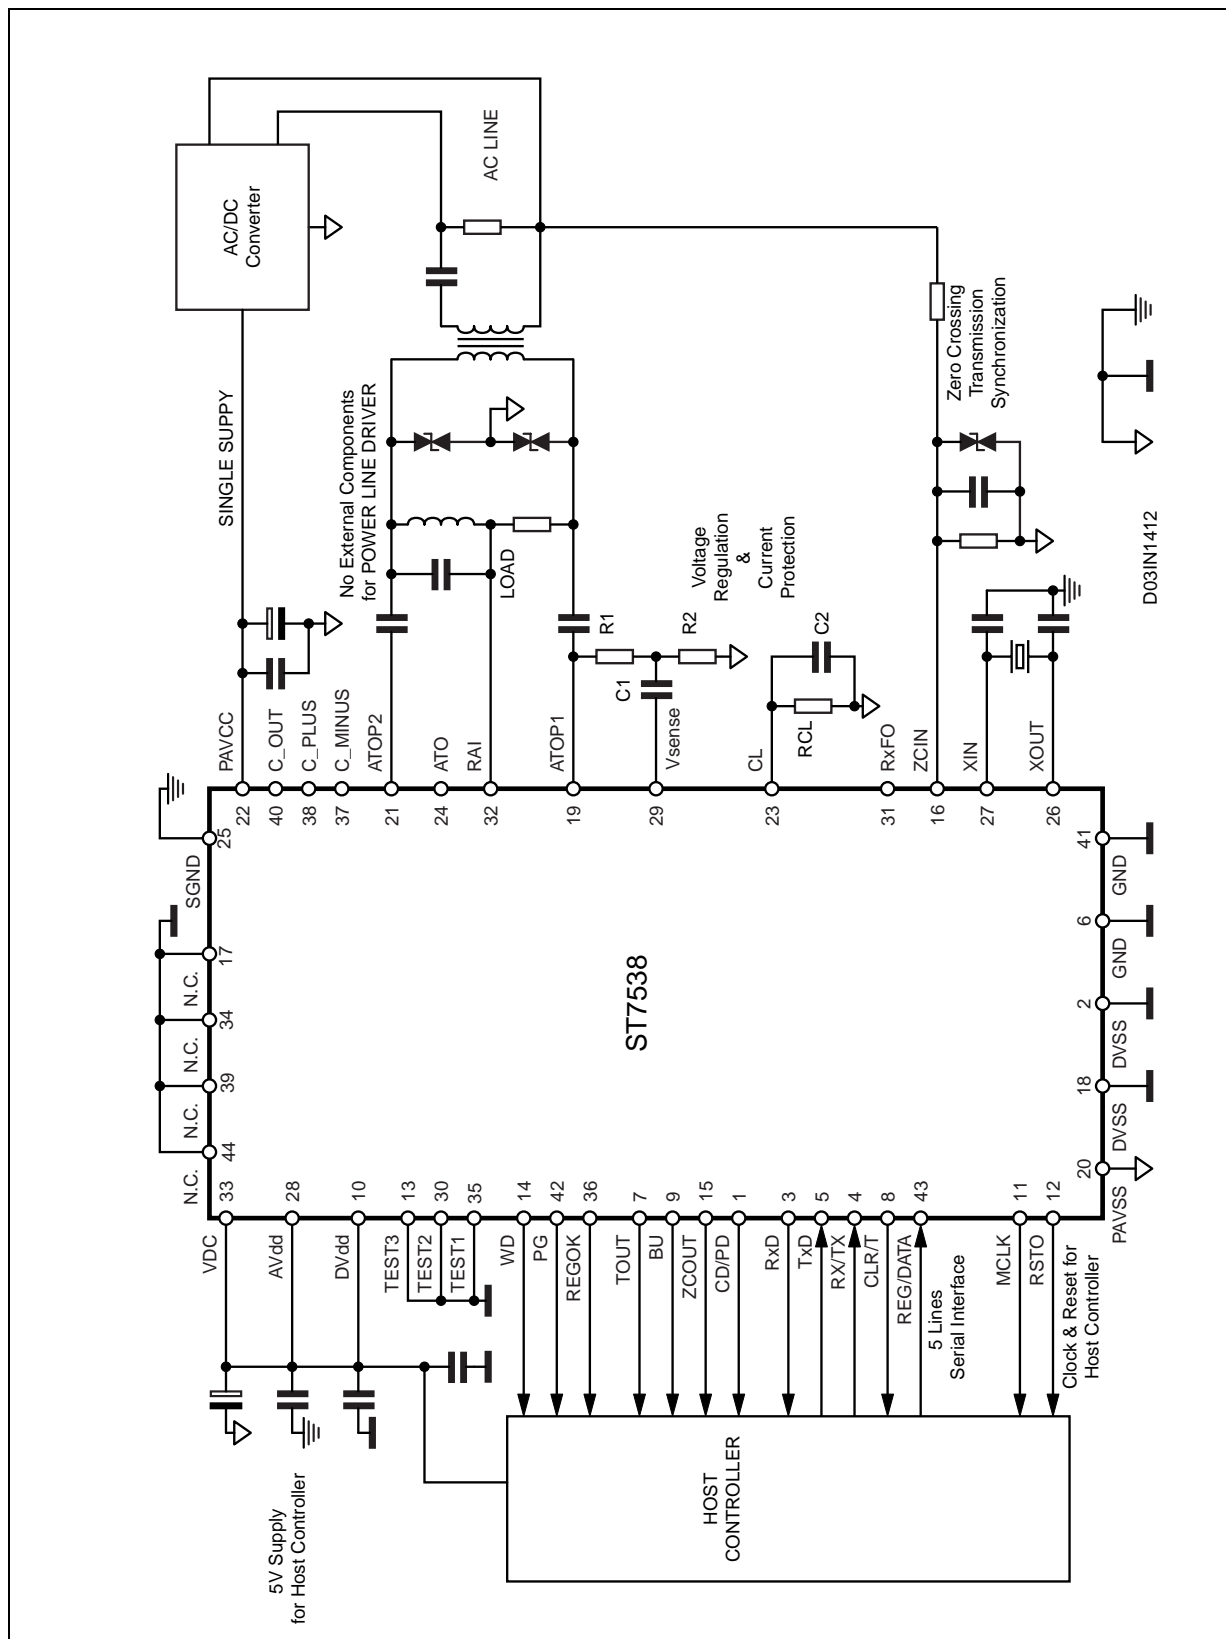 AC/DC
Converter
AC LINE
SINGLE SUPPY
No External Components
for POWER LINE DRIVER
LOAD
Voltage
Regulation
&
Current
Protection
R1
R2
C1
C2
RCL
Zero Crossing
Transmission
Synchronization
D03IN1412
PAVCC
C_OUT
C_PLUS
C_MINUS
ATOP2
ATO
RAI
ATOP1
Vsense
CL
RxFO
ZCIN
XIN
XOUT
22
40
38
37
21
24
32
19
29
23
31
16
27
26
SGND
25
N.C.
17
N.C.
34
N.C.
39
N.C.
44
ST7538
41
GND
6
GND
2
DVSS
18
DVSS
20
PAVSS
33
28
10
13
30
35
14
42
36
7
9
15
1
3
5
4
8
43
11
12
VDC
AVdd
DVdd
TEST3
TEST2
TEST1
WD
PG
REGOK
TOUT
BU
ZCOUT
CD/PD
RxD
TxD
RX/TX
CLR/T
REG/DATA
MCLK
RSTO
5 Lines
Serial Interface
Clock & Reset for
Host Controller
HOST
CONTROLLER
5V Supply
for Host Controller